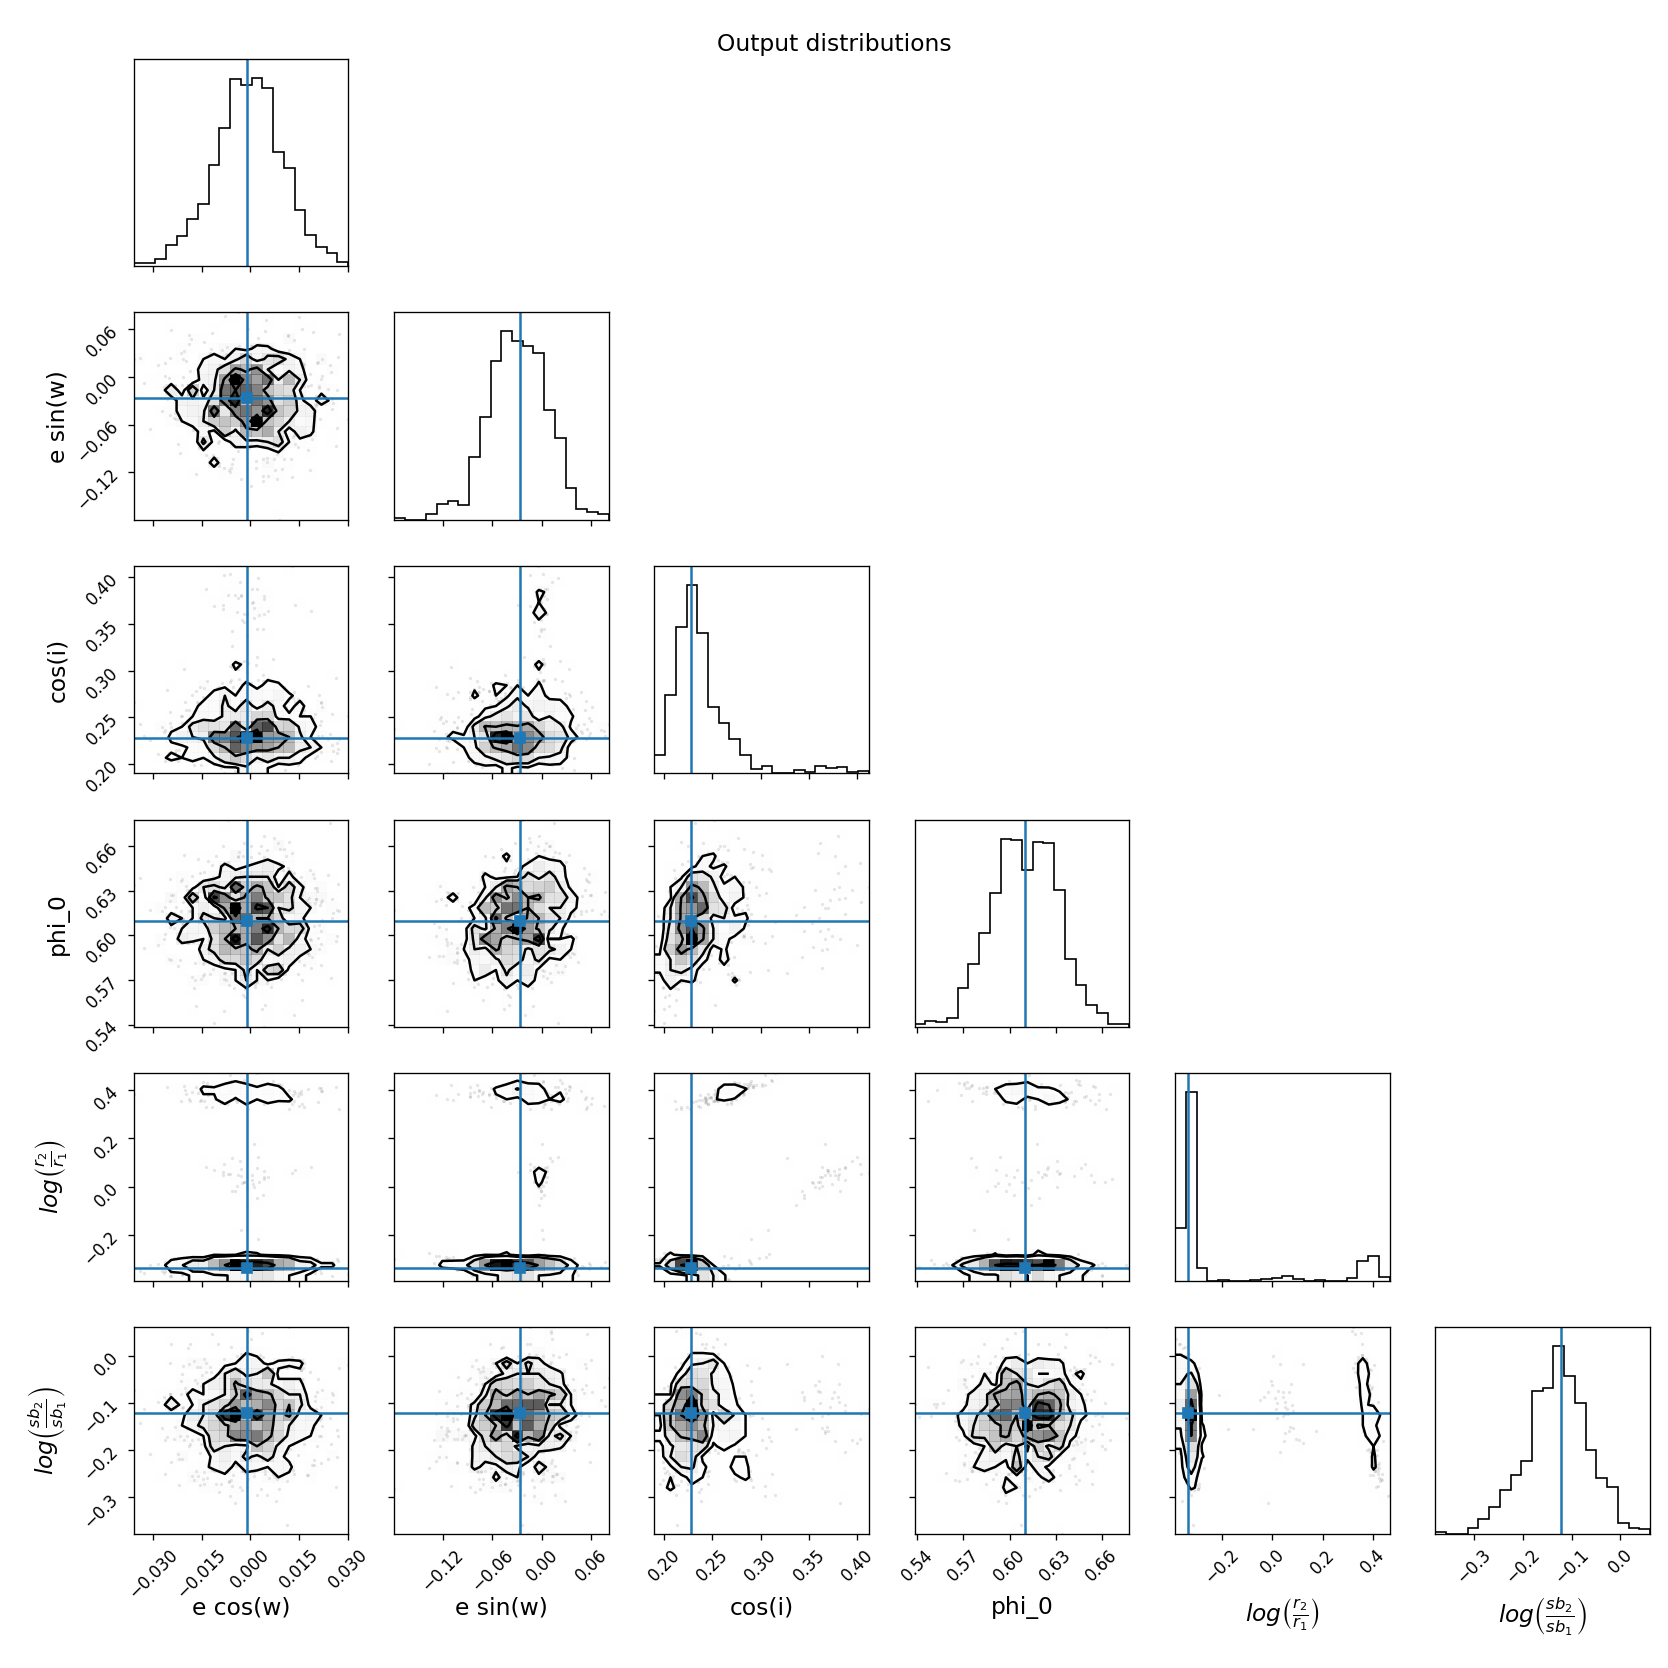 Output distributions
e sin(w)
0.06
0.00
−0.06
−0.12
cos(i)
0.40
0.35
0.30
0.25
0.20
phi_0
0.66
0.63
0.60
0.57
0.54
log(r₂/r₁)
0.4
0.2
0.0
−0.2
log(sb₂/sb₁)
0.0
−0.1
−0.2
−0.3
−0.030 −0.015 0.000 0.015 0.030 −0.12 −0.06 0.00 0.06 0.20 0.25 0.30 0.35 0.40 0.54 0.57 0.60 0.63 0.66 −0.2 0.0 0.2 0.4 −0.3 −0.2 −0.1 0.0
e cos(w) e sin(w) cos(i) phi_0 log(r₂/r₁) log(sb₂/sb₁)